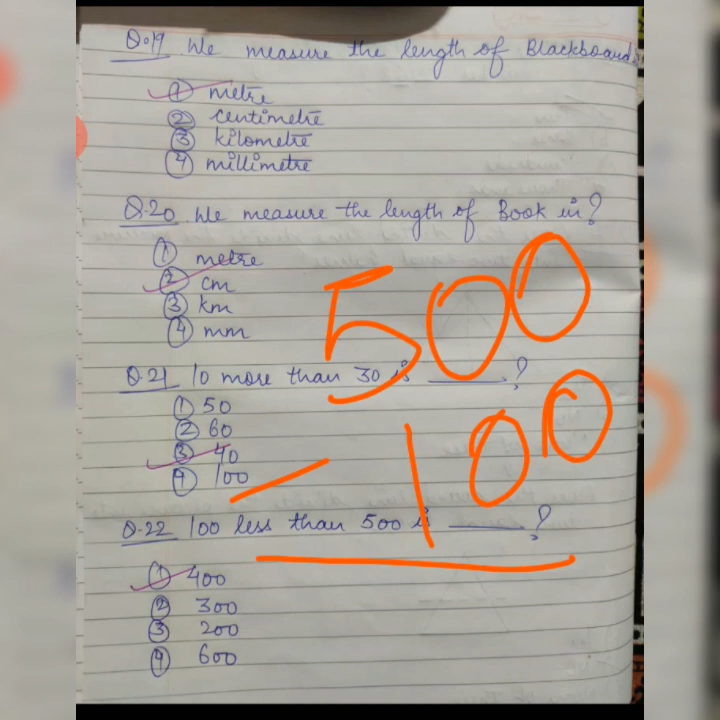 Q.19 We measure the length of Blackboard
① metre
② centimetre
③ kilometre
④ millimetre
Q.20 We measure the length of Book in?
① metre
② cm
③ km
④ mm
Q.21 10 more than 30 is ______?
① 50
② 60
③ 40
④ 100
Q.22 100 less than 500 is ______?
① 400
② 300
③ 200
④ 600
500
- 100